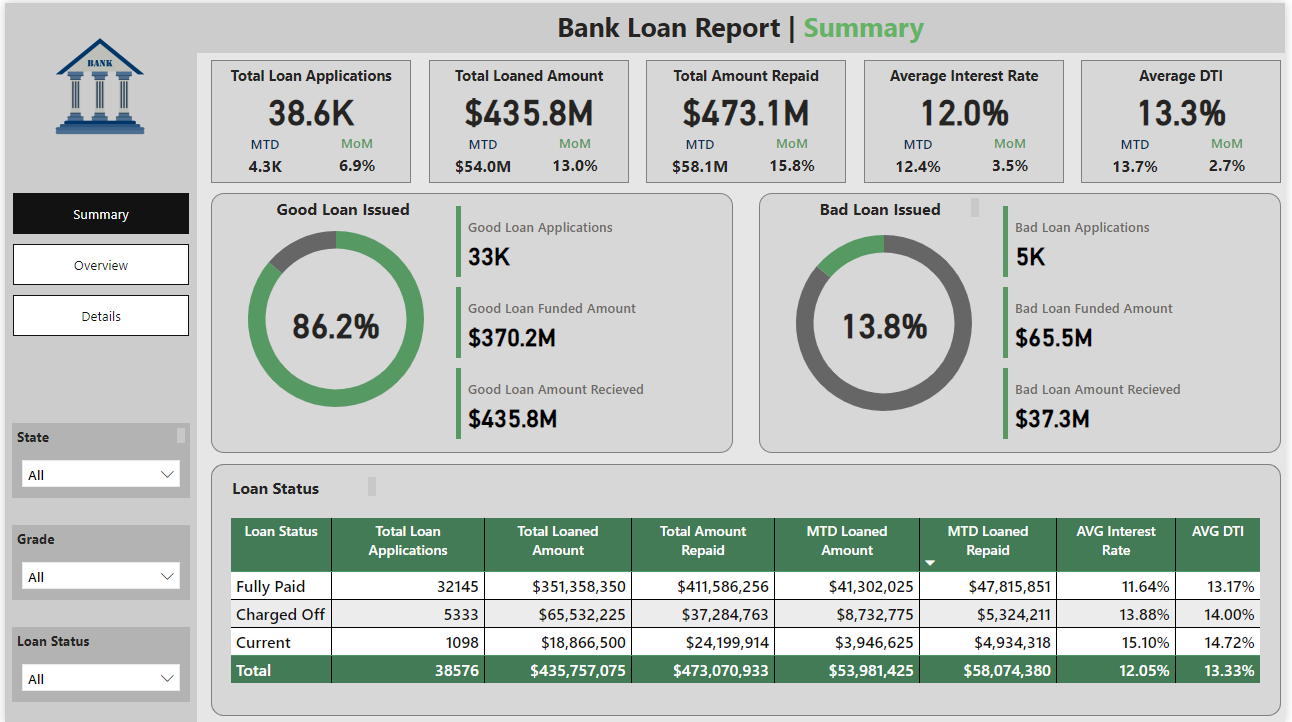 Bank Loan Report | Summary
BANK
Summary
Overview
Details
State
All
Grade
All
Loan Status
All
Total Loan Applications
38.6K
MTD MoM
4.3K 6.9%
Total Loaned Amount
$435.8M
MTD MoM
$54.0M 13.0%
Total Amount Repaid
$473.1M
MTD MoM
$58.1M 15.8%
Average Interest Rate
12.0%
MTD MoM
12.4% 3.5%
Average DTI
13.3%
MTD MoM
13.7% 2.7%
Good Loan Issued
86.2%
Good Loan Applications
33K
Good Loan Funded Amount
$370.2M
Good Loan Amount Recieved
$435.8M
Bad Loan Issued
13.8%
Bad Loan Applications
5K
Bad Loan Funded Amount
$65.5M
Bad Loan Amount Recieved
$37.3M
Loan Status
Loan Status Total Loan Total Loaned Total Amount MTD Loaned MTD Loaned AVG Interest AVG DTI
Applications Amount Repaid Amount Repaid Rate
Fully Paid 32145 $351,358,350 $411,586,256 $41,302,025 $47,815,851 11.64% 13.17%
Charged Off 5333 $65,532,225 $37,284,763 $8,732,775 $5,324,211 13.88% 14.00%
Current 1098 $18,866,500 $24,199,914 $3,946,625 $4,934,318 15.10% 14.72%
Total 38576 $435,757,075 $473,070,933 $53,981,425 $58,074,380 12.05% 13.33%